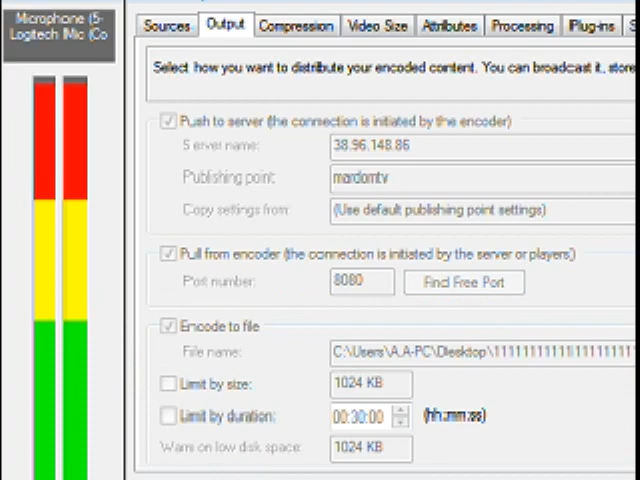 Microphone (5-
Logitech Mic (Co
Sources Output Compression Video Size Attributes Processing Plug-ins S
Select how you want to distribute your encoded content. You can broadcast it, store
Push to server (the connection is initiated by the encoder)
Server name: 38.96.148.86
Publishing point: mardomtv
Copy settings from: (Use default publishing point settings)
Pull from encoder (the connection is initiated by the server or players)
Port number: 8080 Find Free Port
Encode to file
File name: C:\Users\A.A-PC\Desktop\11111111111111111111
Limit by size: 1024 KB
Limit by duration: 00:30:00 (hh:mm:ss)
Warn on low disk space: 1024 KB